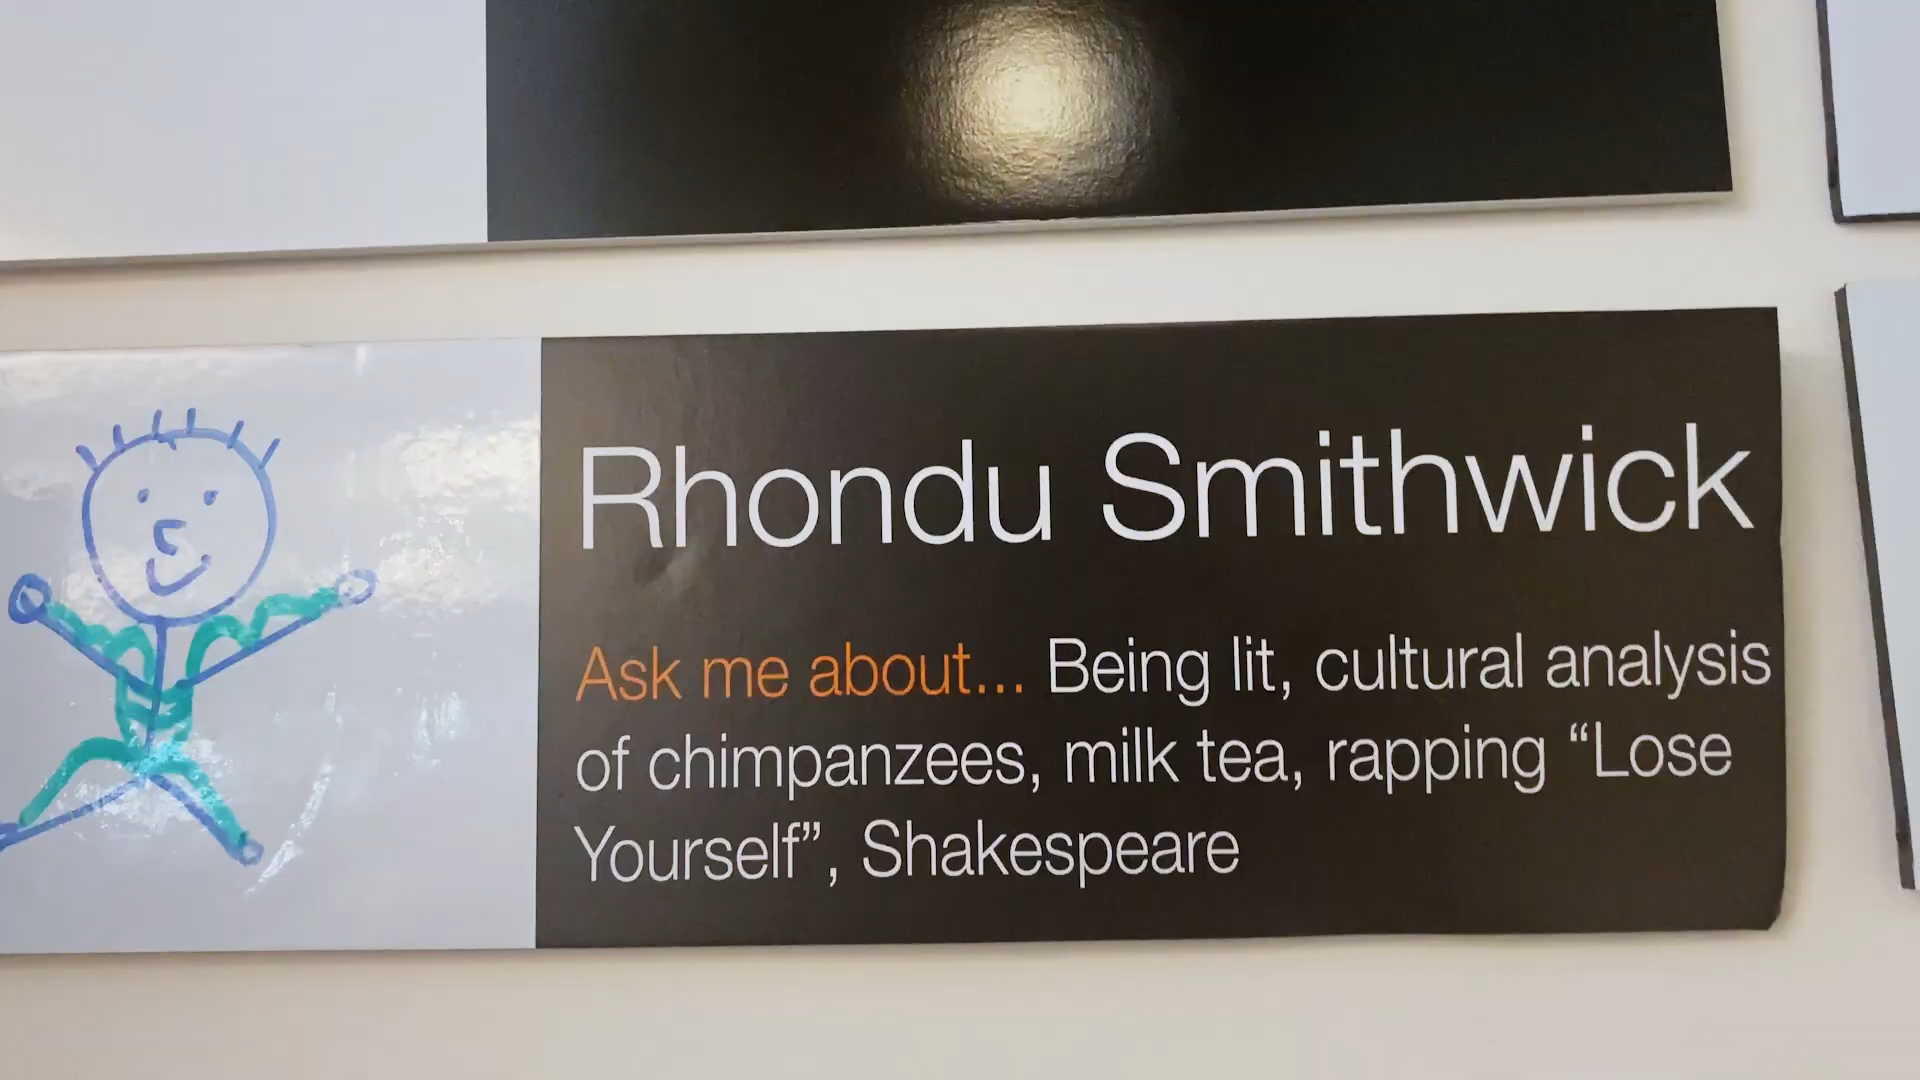 Rhondu Smithwick
Ask me about... Being lit, cultural analysis
of chimpanzees, milk tea, rapping “Lose
Yourself”, Shakespeare